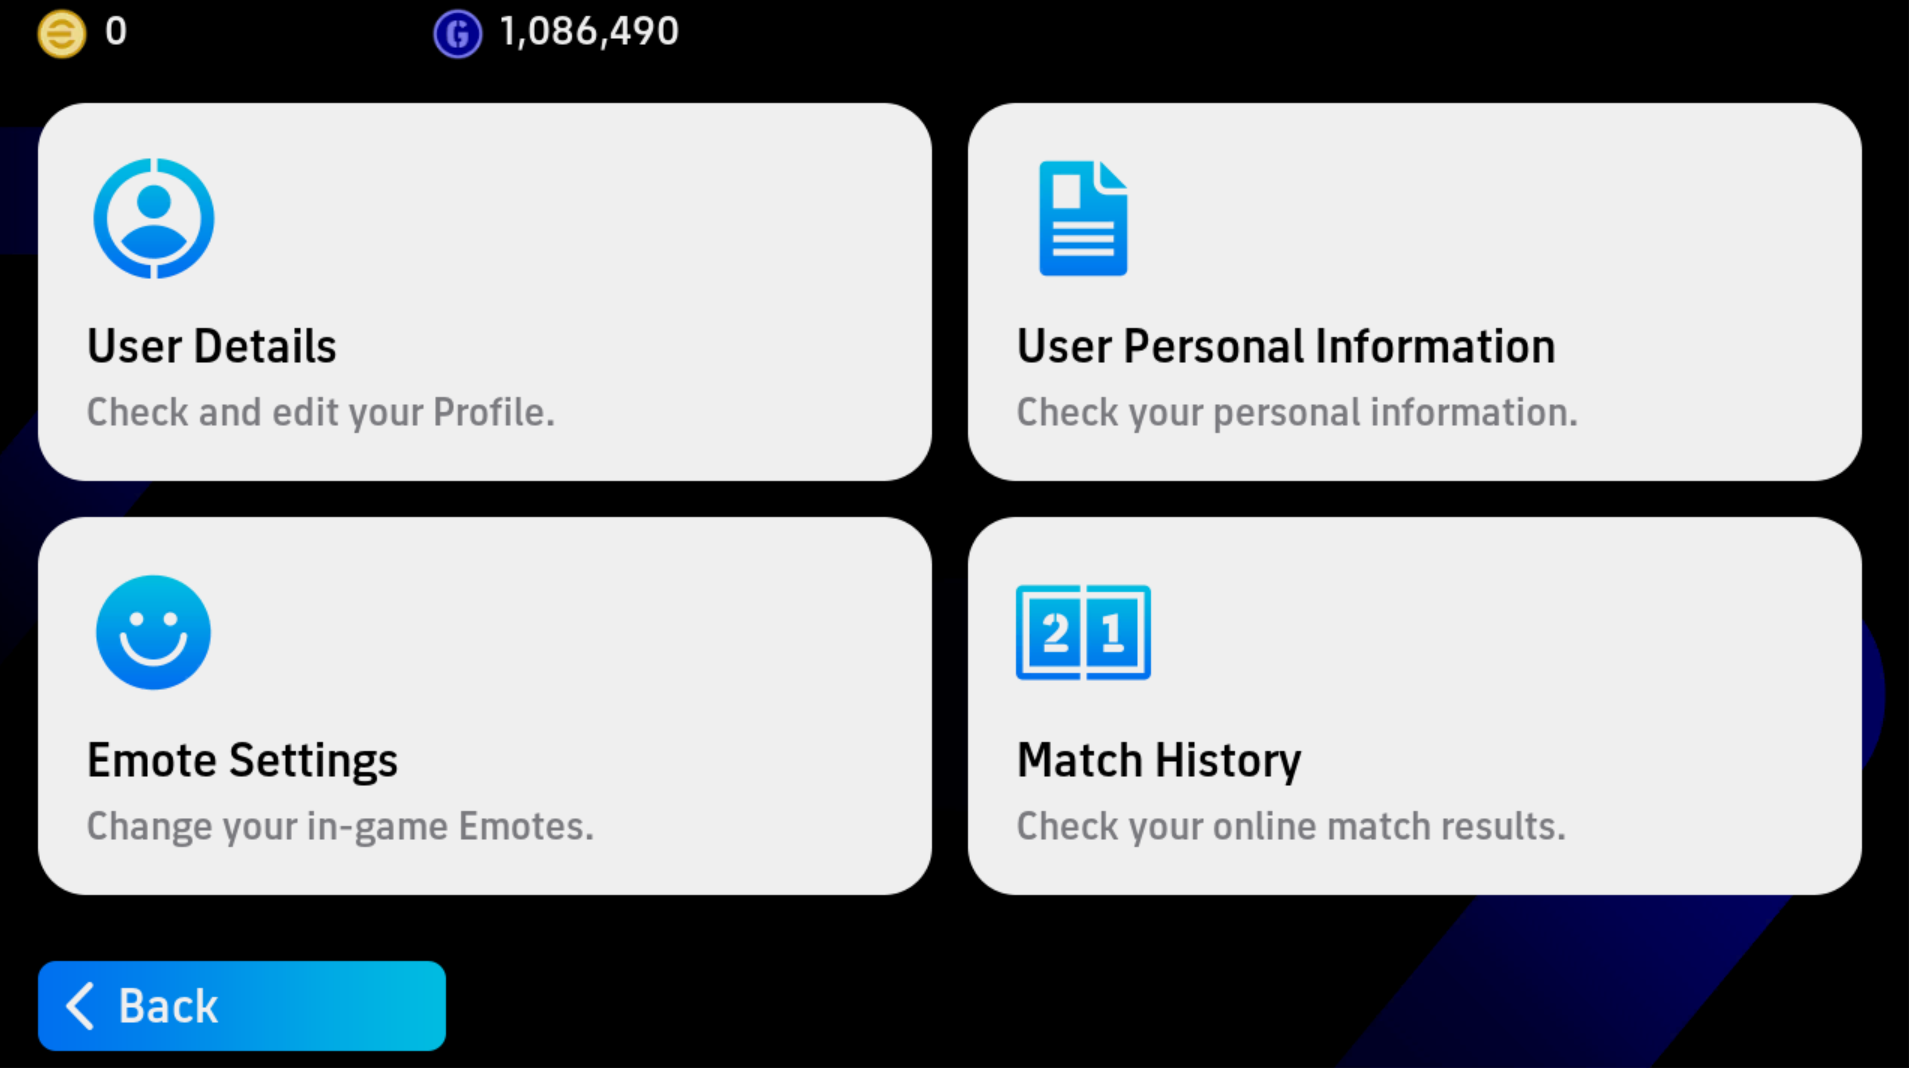 0
G 1,086,490
User Details
Check and edit your Profile.
User Personal Information
Check your personal information.
Emote Settings
Change your in-game Emotes.
2 1
Match History
Check your online match results.
Back